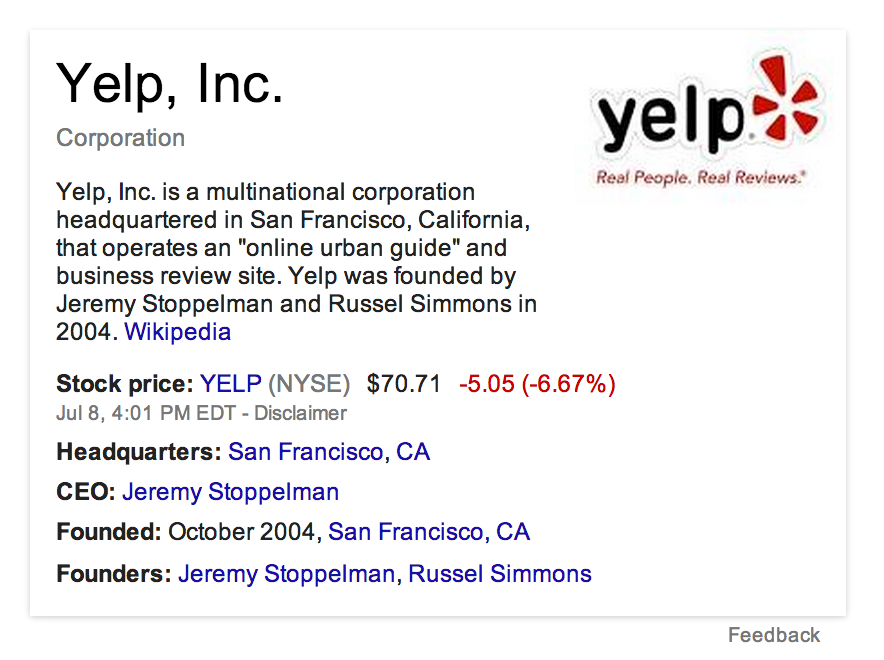 Yelp, Inc.
Corporation
yelp
Real People. Real Reviews.®
Yelp, Inc. is a multinational corporation
headquartered in San Francisco, California,
that operates an "online urban guide" and
business review site. Yelp was founded by
Jeremy Stoppelman and Russel Simmons in
2004. Wikipedia
Stock price: YELP (NYSE) $70.71 -5.05 (-6.67%)
Jul 8, 4:01 PM EDT - Disclaimer
Headquarters: San Francisco, CA
CEO: Jeremy Stoppelman
Founded: October 2004, San Francisco, CA
Founders: Jeremy Stoppelman, Russel Simmons
Feedback